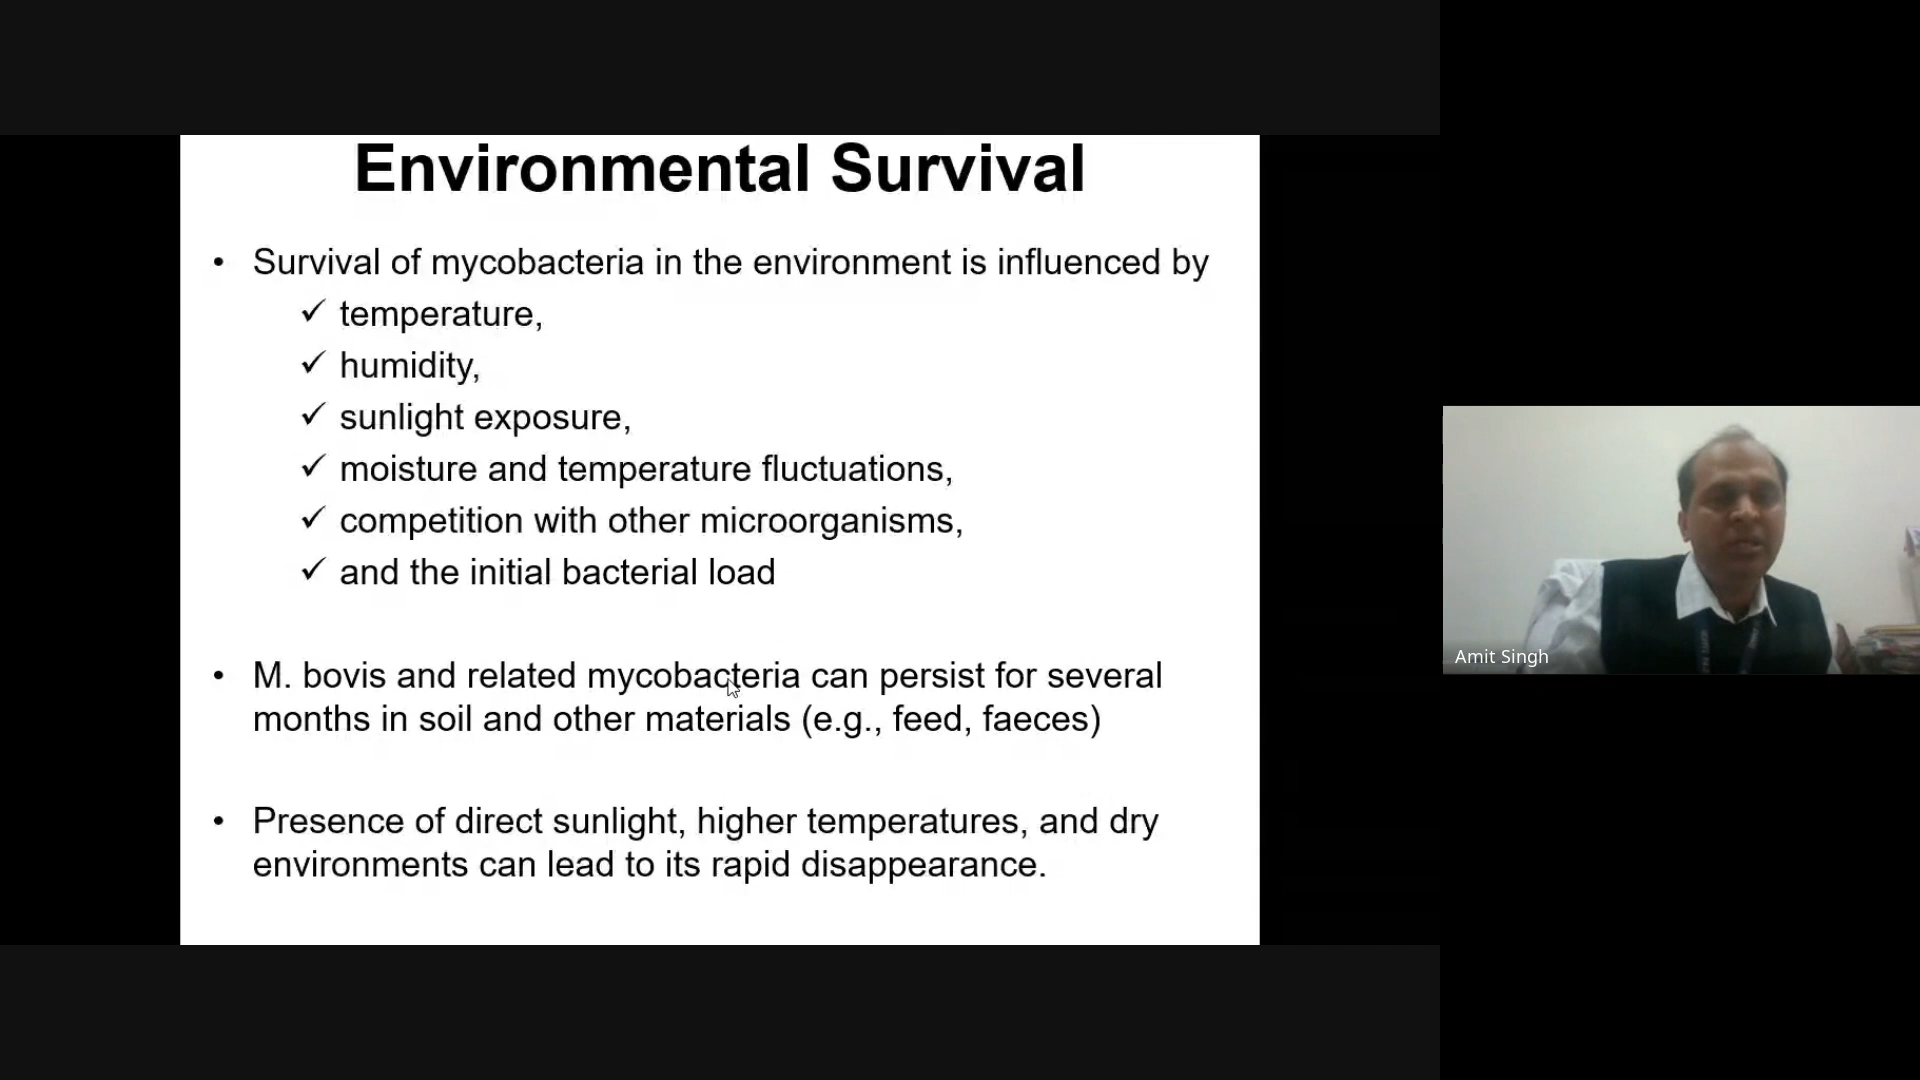 Environmental Survival
• Survival of mycobacteria in the environment is influenced by
✓ temperature,
✓ humidity,
✓ sunlight exposure,
✓ moisture and temperature fluctuations,
✓ competition with other microorganisms,
✓ and the initial bacterial load
• M. bovis and related mycobacteria can persist for several
months in soil and other materials (e.g., feed, faeces)
• Presence of direct sunlight, higher temperatures, and dry
environments can lead to its rapid disappearance.
Amit Singh